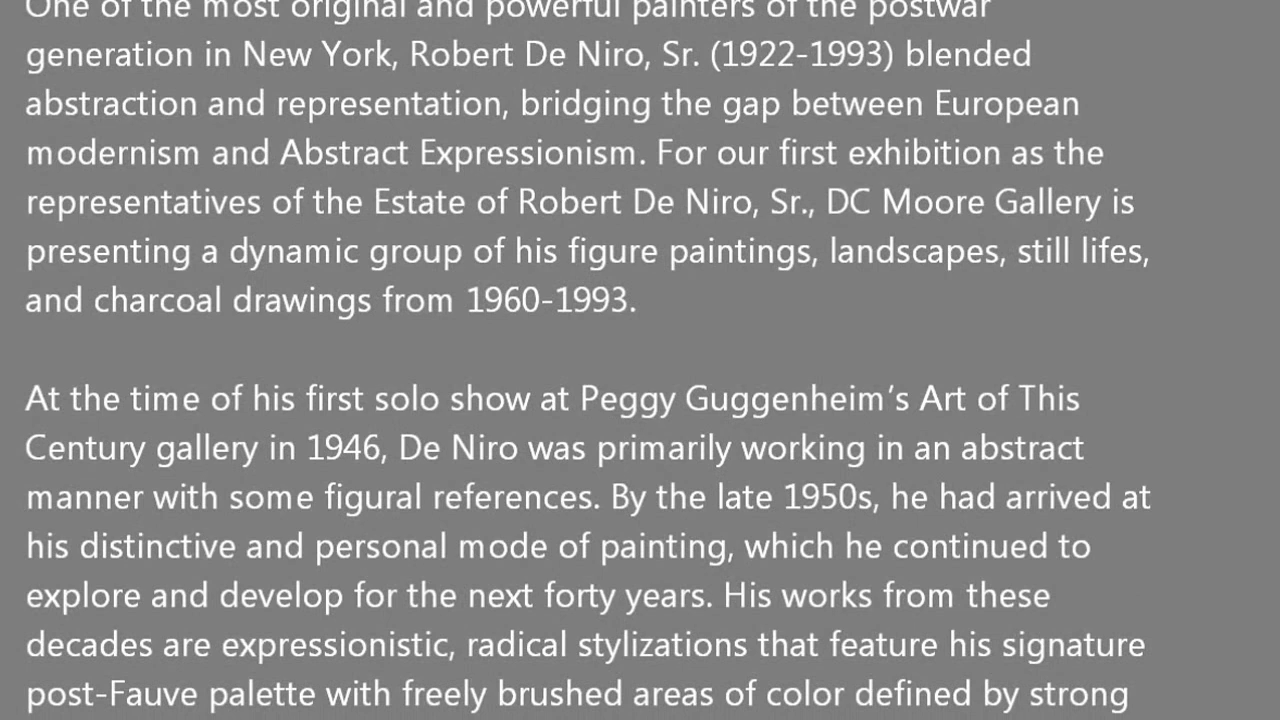 One of the most original and powerful painters of the postwar
generation in New York, Robert De Niro, Sr. (1922-1993) blended
abstraction and representation, bridging the gap between European
modernism and Abstract Expressionism. For our first exhibition as the
representatives of the Estate of Robert De Niro, Sr., DC Moore Gallery is
presenting a dynamic group of his figure paintings, landscapes, still lifes,
and charcoal drawings from 1960-1993.
At the time of his first solo show at Peggy Guggenheim’s Art of This
Century gallery in 1946, De Niro was primarily working in an abstract
manner with some figural references. By the late 1950s, he had arrived at
his distinctive and personal mode of painting, which he continued to
explore and develop for the next forty years. His works from these
decades are expressionistic, radical stylizations that feature his signature
post-Fauve palette with freely brushed areas of color defined by strong